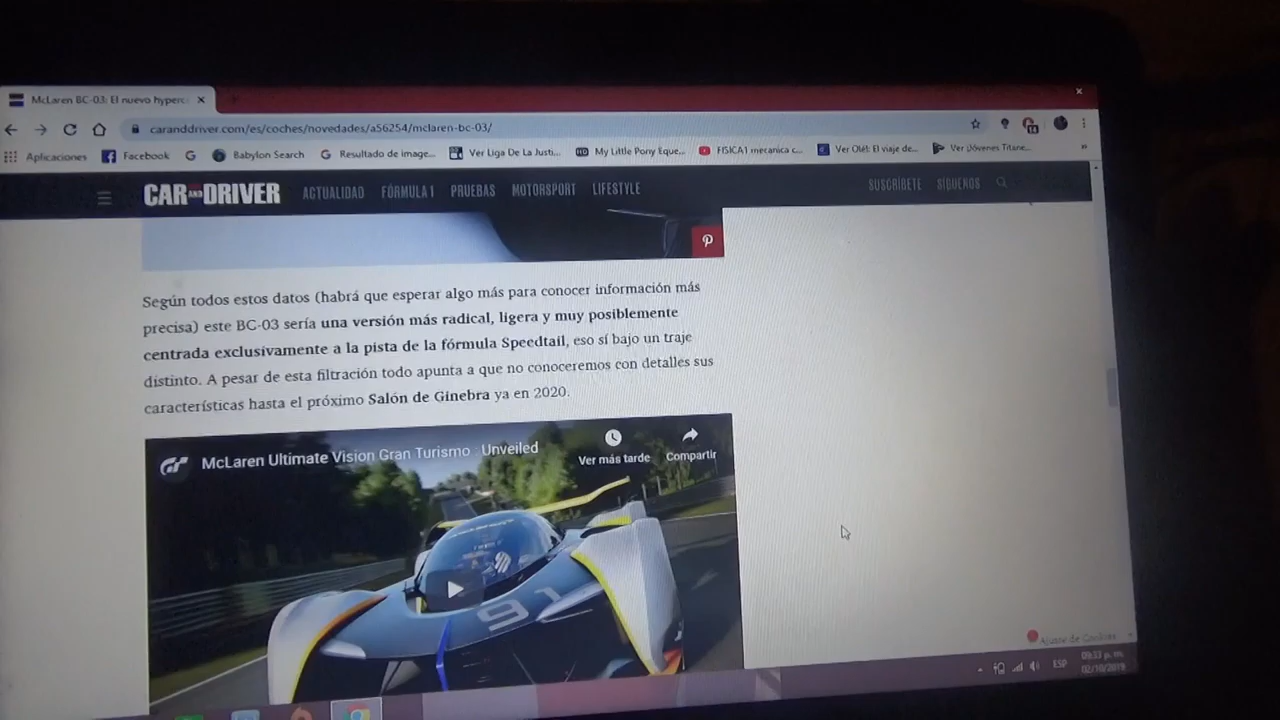 McLaren BC-03: El nuevo hyperc
caranddriver.com/es/coches/novedades/a56254/mclaren-bc-03/
Aplicaciones Facebook Babylon Search Resultado de image... Ver Liga De La Justi... My Little Pony Eque... FISICA1 mecanica c... Ver Olé!: El viaje de... Ver Jóvenes Titane...
CAR AND DRIVER ACTUALIDAD FÓRMULA 1 PRUEBAS MOTORSPORT LIFESTYLE SUSCRÍBETE SÍGUENOS
Según todos estos datos (habrá que esperar algo más para conocer información más
precisa) este BC-03 sería una versión más radical, ligera y muy posiblemente
centrada exclusivamente a la pista de la fórmula Speedtail, eso sí bajo un traje
distinto. A pesar de esta filtración todo apunta a que no conoceremos con detalles sus
características hasta el próximo Salón de Ginebra ya en 2020.
McLaren Ultimate Vision Gran Turismo : Unveiled
Ver más tarde Compartir
91
Ajuste de Cookies
ESP 09:33 p. m.
02/10/2019